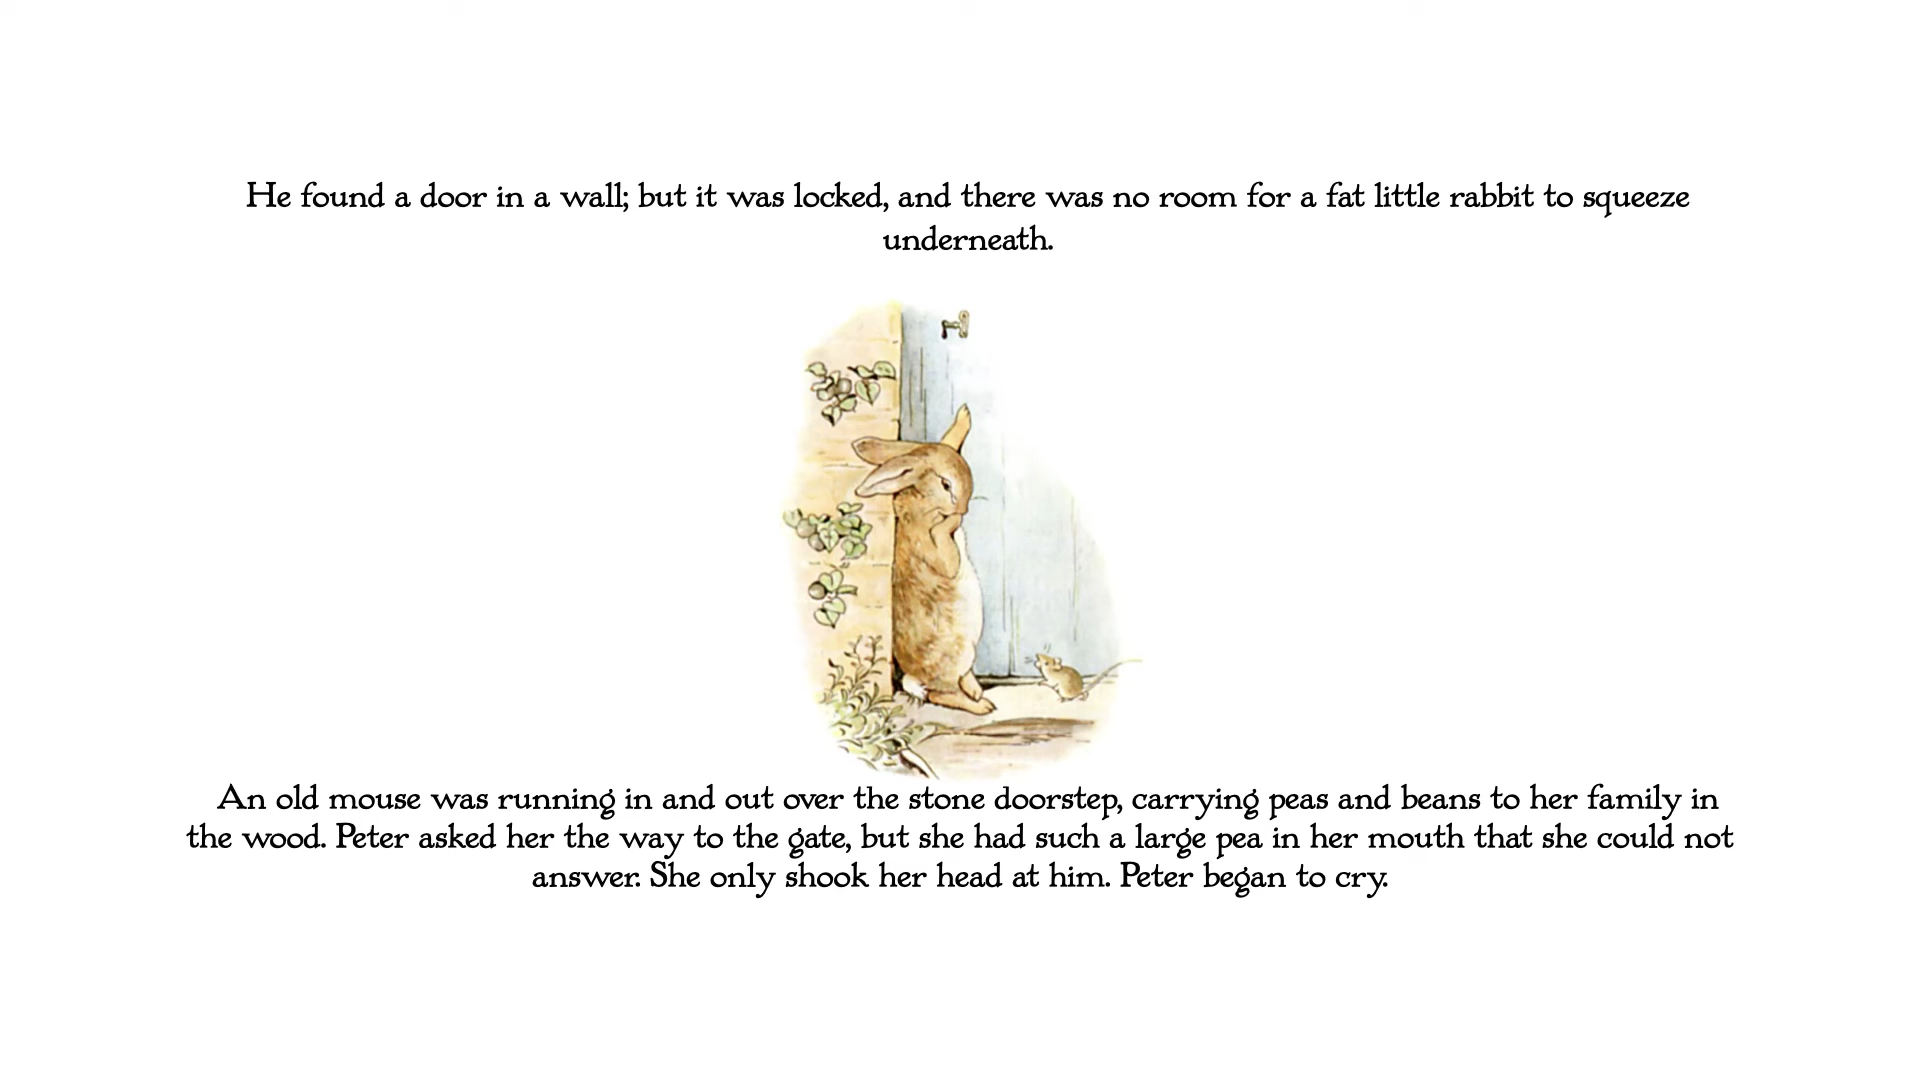 He found a door in a wall; but it was locked, and there was no room for a fat little rabbit to squeeze
underneath.
An old mouse was running in and out over the stone doorstep, carrying peas and beans to her family in
the wood. Peter asked her the way to the gate, but she had such a large pea in her mouth that she could not
answer. She only shook her head at him. Peter began to cry.